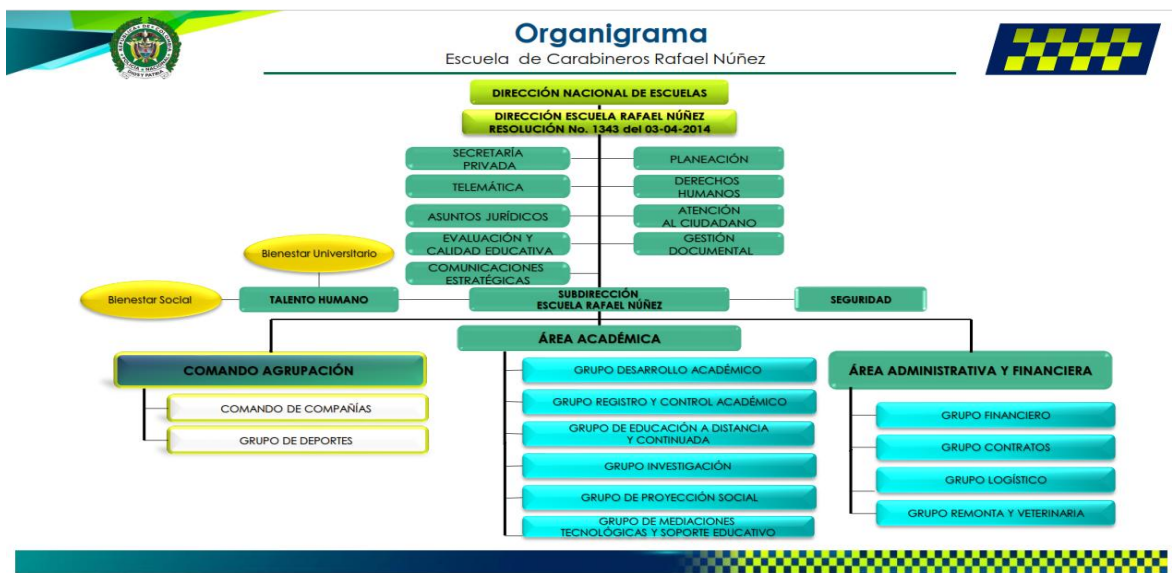 Organigrama
Escuela de Carabineros Rafael Núñez
DIRECCIÓN NACIONAL DE ESCUELAS
DIRECCIÓN ESCUELA RAFAEL NÚÑEZ
RESOLUCIÓN No. 1343 del 03-04-2014
SECRETARÍA
PRIVADA
PLANEACIÓN
TELEMÁTICA
DERECHOS
HUMANOS
ASUNTOS JURÍDICOS
ATENCIÓN
AL CIUDADANO
EVALUACIÓN Y
CALIDAD EDUCATIVA
GESTIÓN
DOCUMENTAL
COMUNICACIONES
ESTRATÉGICAS
Bienestar Universitario
Bienestar Social
TALENTO HUMANO
SUBDIRECCIÓN
ESCUELA RAFAEL NÚÑEZ
SEGURIDAD
COMANDO AGRUPACIÓN
COMANDO DE COMPAÑÍAS
GRUPO DE DEPORTES
ÁREA ACADÉMICA
GRUPO DESARROLLO ACADÉMICO
GRUPO REGISTRO Y CONTROL ACADÉMICO
GRUPO DE EDUCACIÓN A DISTANCIA
Y CONTINUADA
GRUPO INVESTIGACIÓN
GRUPO DE PROYECCIÓN SOCIAL
GRUPO DE MEDIACIONES
TECNOLÓGICAS Y SOPORTE EDUCATIVO
ÁREA ADMINISTRATIVA Y FINANCIERA
GRUPO FINANCIERO
GRUPO CONTRATOS
GRUPO LOGÍSTICO
GRUPO REMONTA Y VETERINARIA